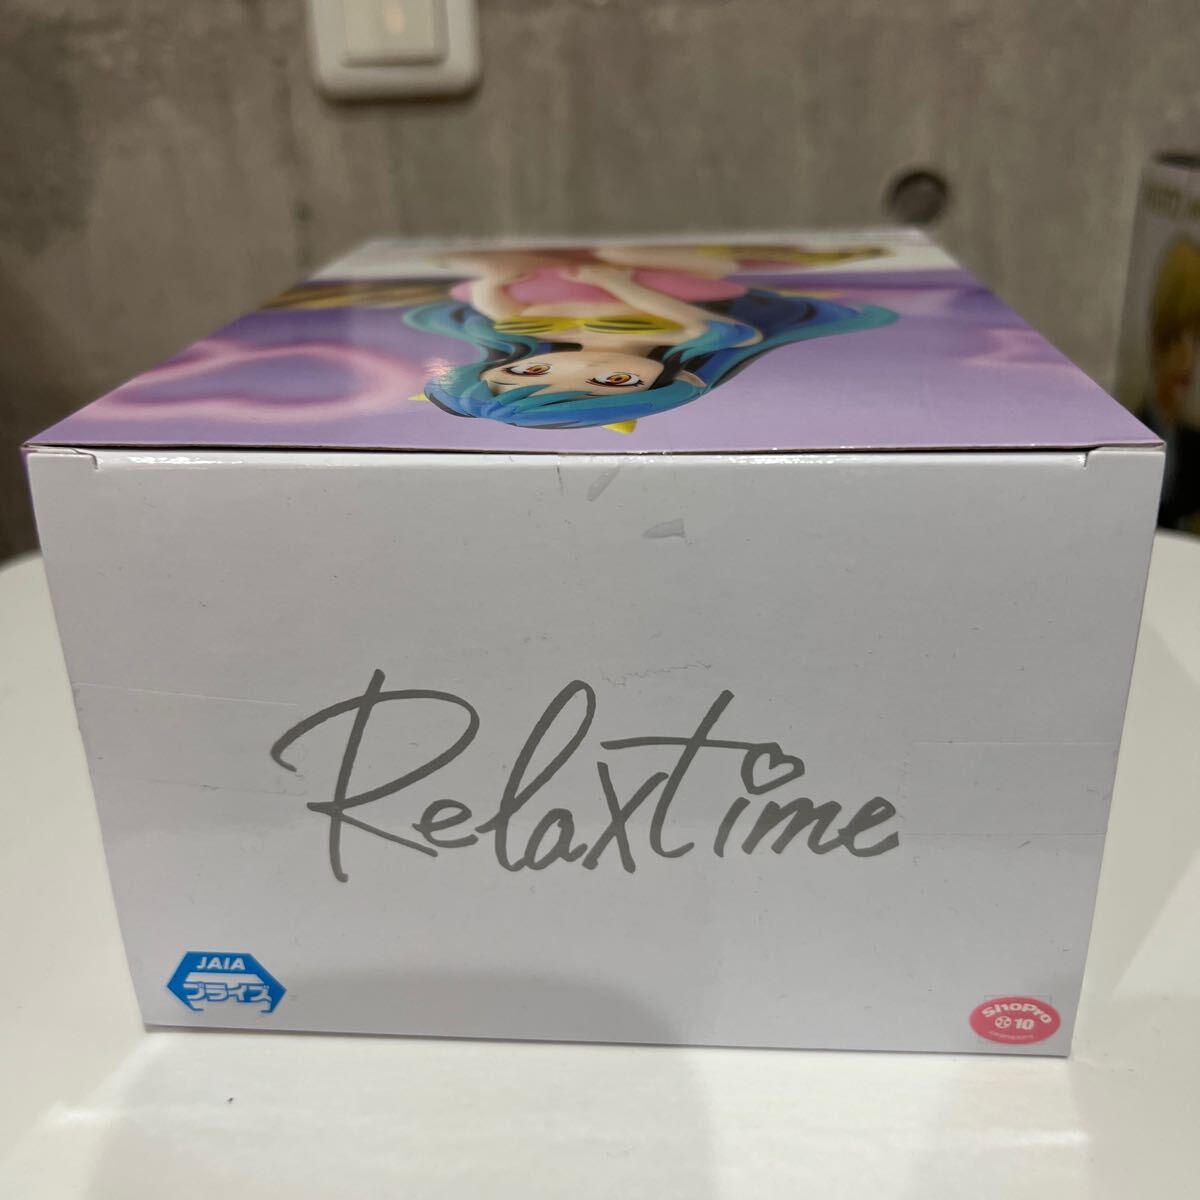 Relaxtime
JAIA
プライズ
ShoPro
10